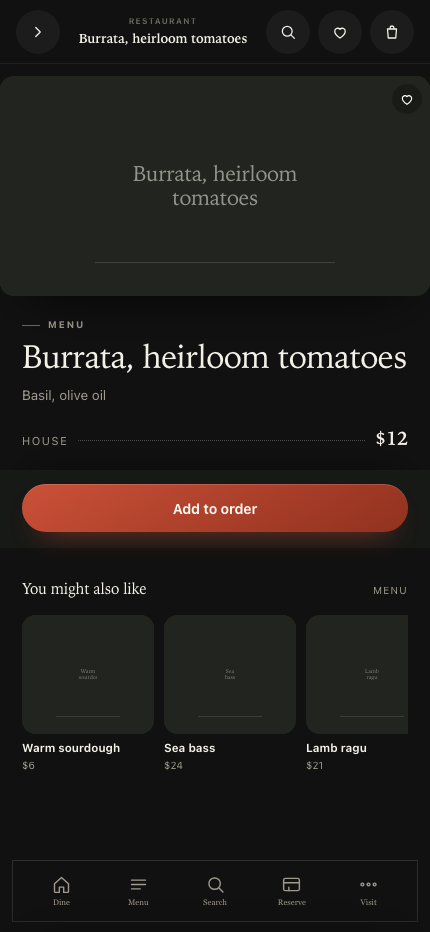 RESTAURANT
Burrata, heirloom tomatoes
Burrata, heirloom
tomatoes
MENU
Burrata, heirloom tomatoes
Basil, olive oil
HOUSE $12
Add to order
You might also like MENU
Warm
sourdo
Sea
bass
Lamb
ragu
Warm sourdough
$6
Sea bass
$24
Lamb ragu
$21
Dine
Menu
Search
Reserve
Visit